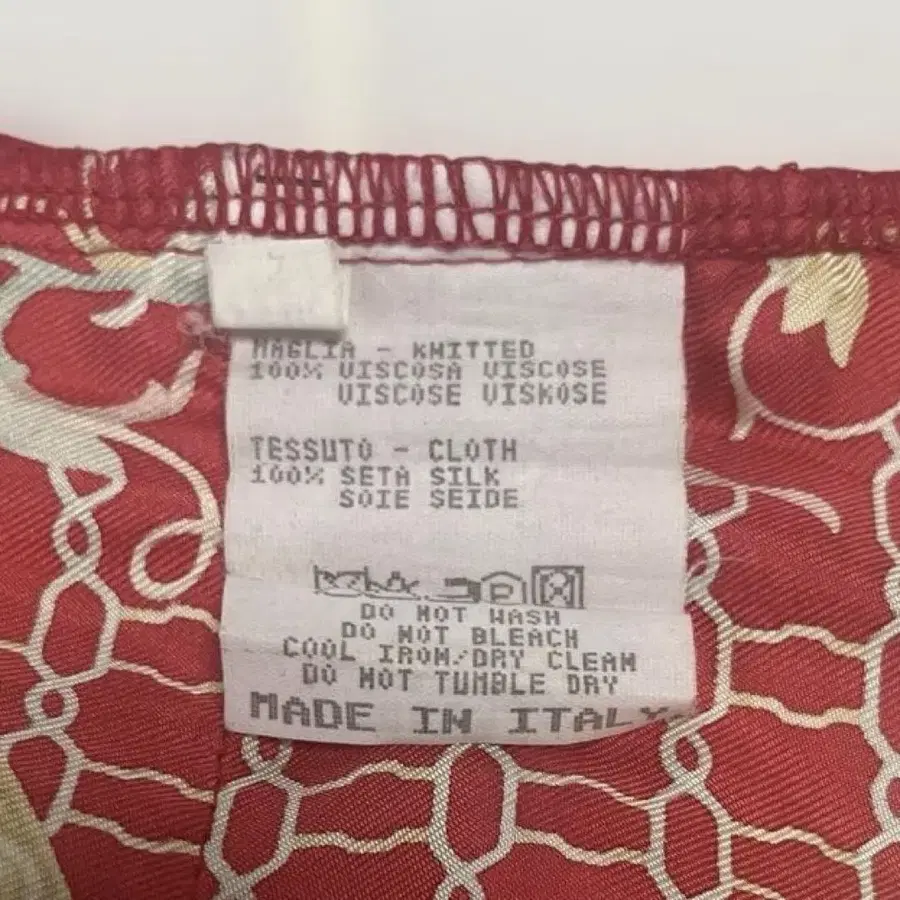 MAGLIA - KNITTED
100% VISCOSA VISCOSE
VISCOSE VISKOSE
TESSUTO - CLOTH
100% SETA SILK
SOIE SEIDE
P
DO NOT WASH
DO NOT BLEACH
COOL IRON/DRY CLEAN
DO NOT TUMBLE DRY
MADE IN ITALY